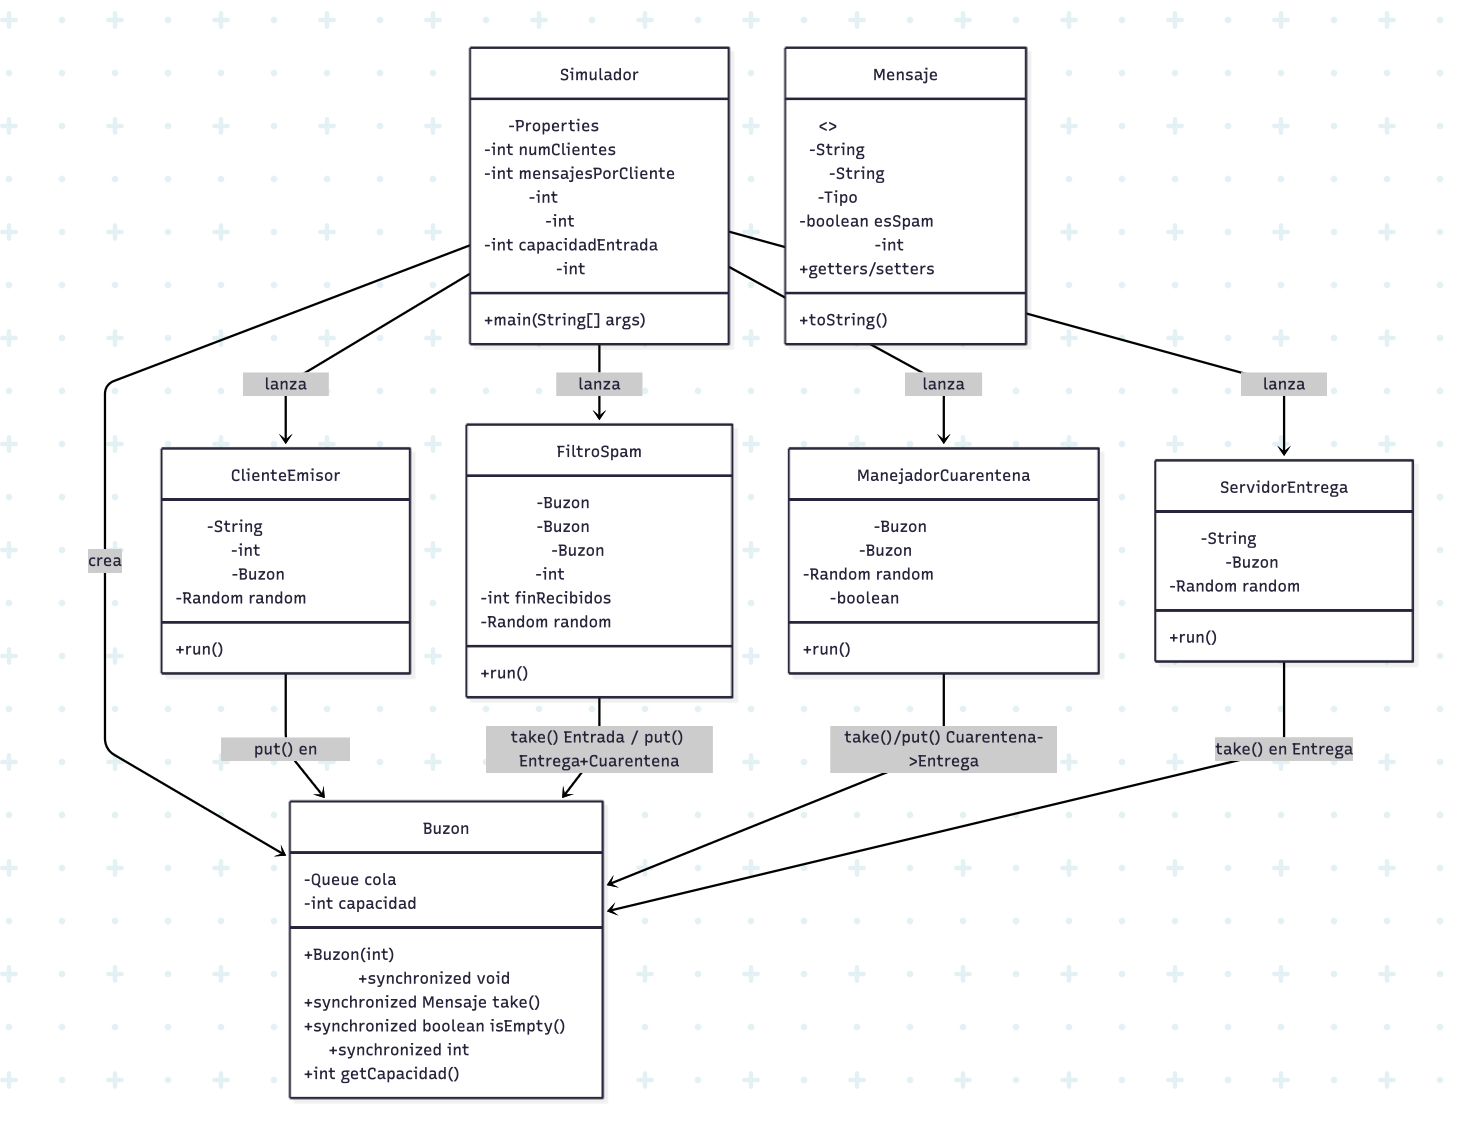 Simulador
-Properties
-int numClientes
-int mensajesPorCliente
-int
-int
-int capacidadEntrada
-int
+main(String[] args)
Mensaje
<>
-String
-String
-Tipo
-boolean esSpam
-int
+getters/setters
+toString()
lanza
lanza
lanza
lanza
crea
ClienteEmisor
-String
-int
-Buzon
-Random random
+run()
FiltroSpam
-Buzon
-Buzon
-Buzon
-int
-int finRecibidos
-Random random
+run()
ManejadorCuarentena
-Buzon
-Buzon
-Random random
-boolean
+run()
ServidorEntrega
-String
-Buzon
-Random random
+run()
put() en
take() Entrada / put()
Entrega+Cuarentena
take()/put() Cuarentena-
>Entrega
take() en Entrega
Buzon
-Queue cola
-int capacidad
+Buzon(int)
+synchronized void
+synchronized Mensaje take()
+synchronized boolean isEmpty()
+synchronized int
+int getCapacidad()